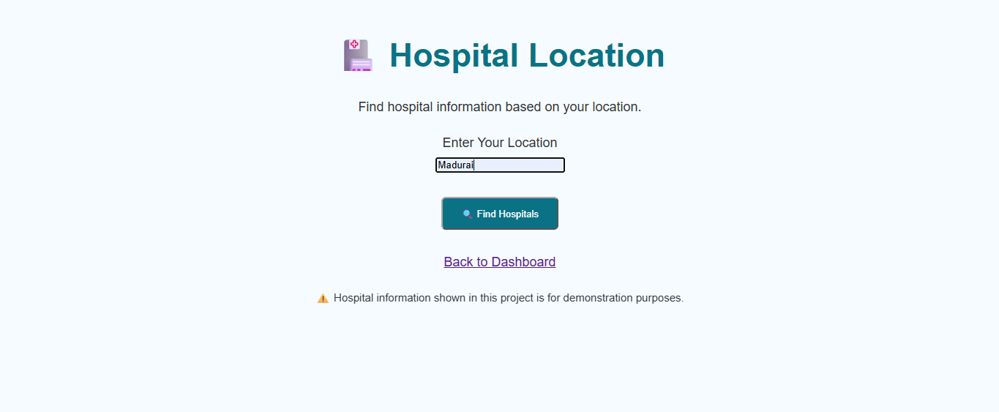 Hospital Location
Find hospital information based on your location.
Enter Your Location
Madurai
Find Hospitals
Back to Dashboard
Hospital information shown in this project is for demonstration purposes.